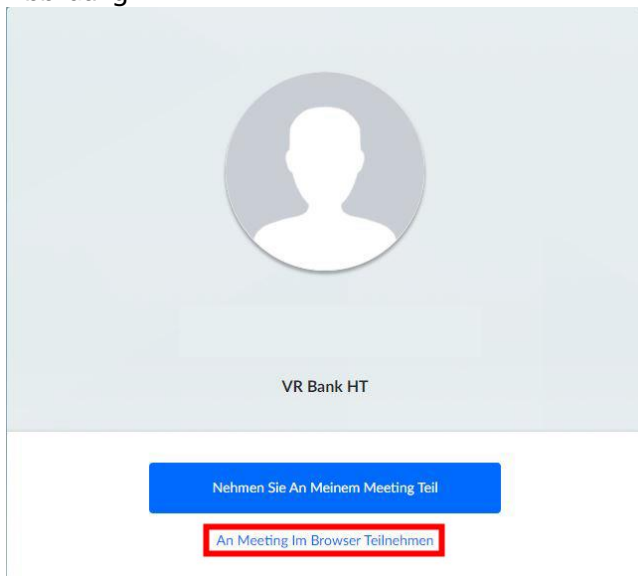 VR Bank HT
Nehmen Sie An Meinem Meeting Teil
An Meeting Im Browser Teilnehmen